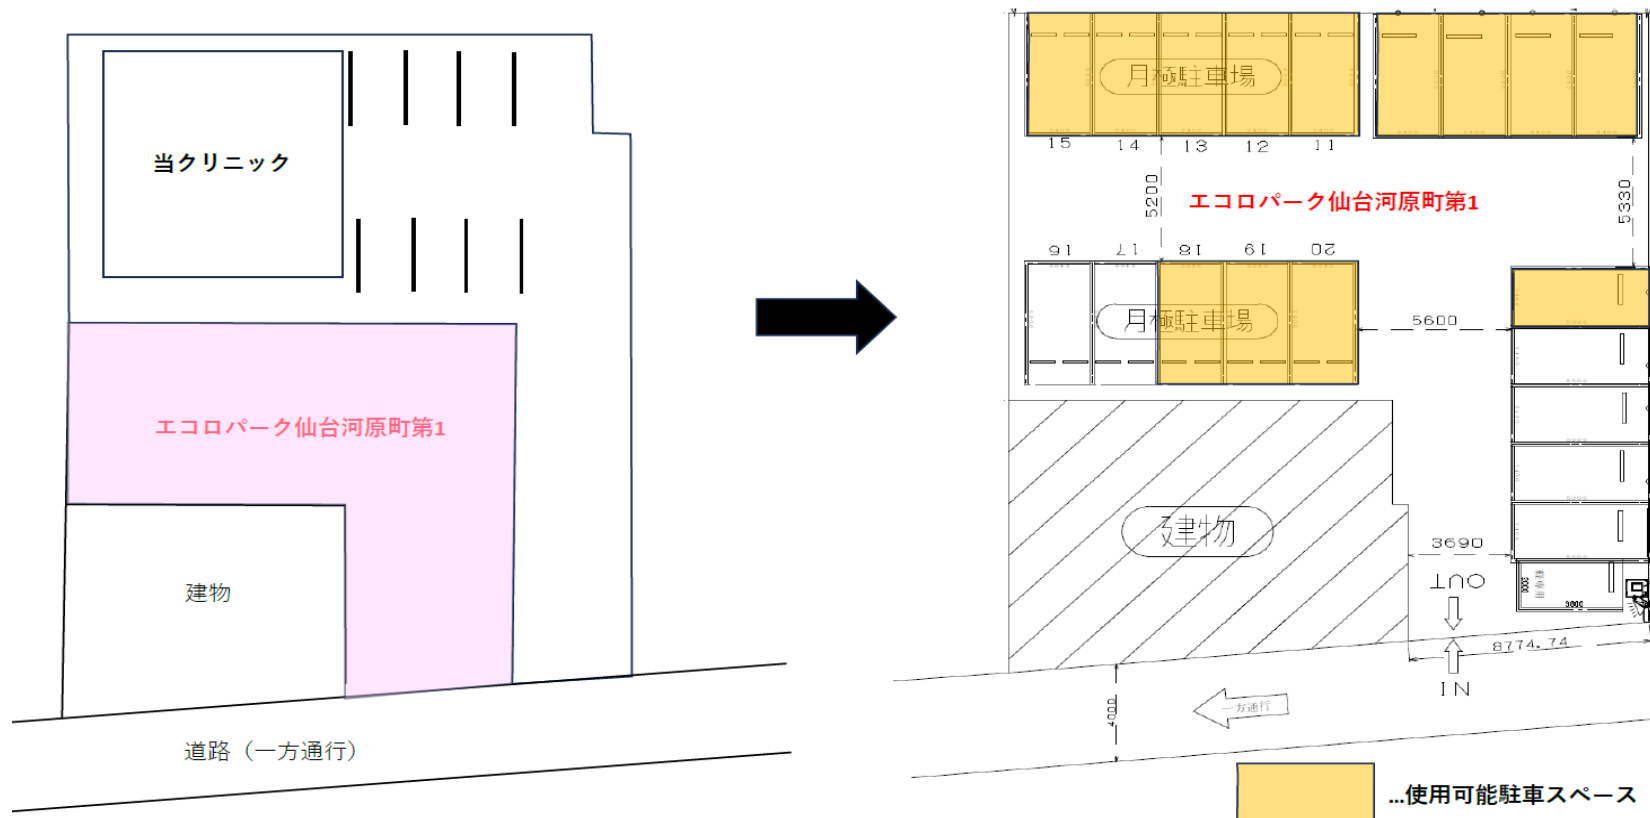 当クリニック
エコロパーク仙台河原町第1
建物
道路（一方通行）
月極駐車場
15 14 13 12 11
5200
エコロパーク仙台河原町第1
5330
16 17 18 19 20
月極駐車場
5600
建物
3690
OUT
軽専用
3600
8774.74
IN
一方通行
4000
...使用可能駐車スペース